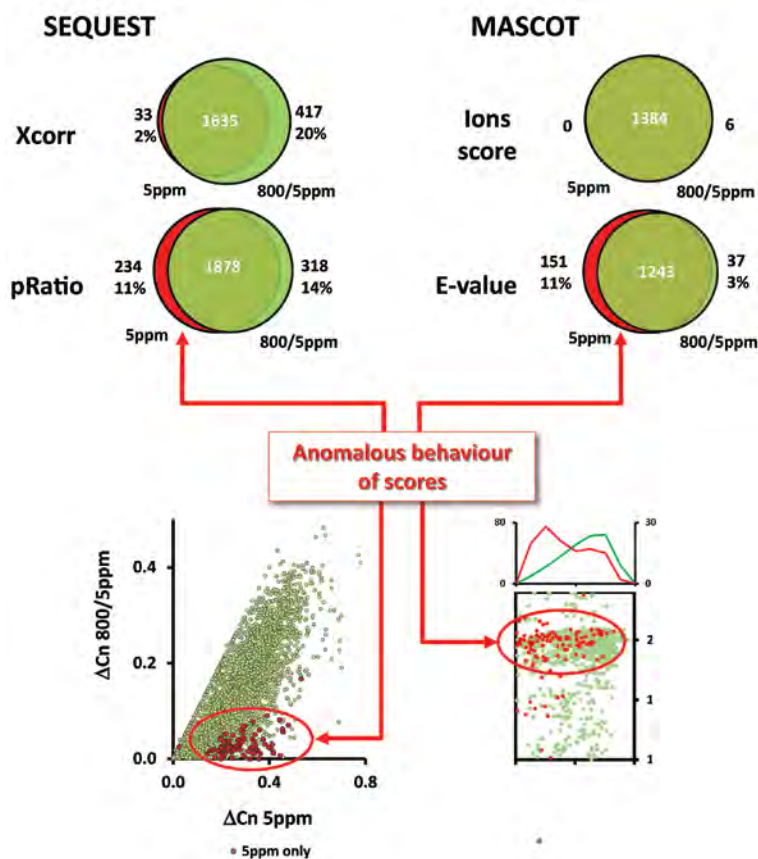 SEQUEST
MASCOT
Xcorr
33
2%
1635
417
20%
5ppm
800/5ppm
Ions
score
0
1384
6
5ppm
800/5ppm
pRatio
234
11%
1878
318
14%
5ppm
800/5ppm
E-value
151
11%
1243
37
3%
5ppm
800/5ppm
Anomalous behaviour
of scores
ΔCn 800/5ppm
0.4
0.2
0.0
0.0
0.4
0.8
ΔCn 5ppm
5ppm only
80
30
0
0
2
1
1